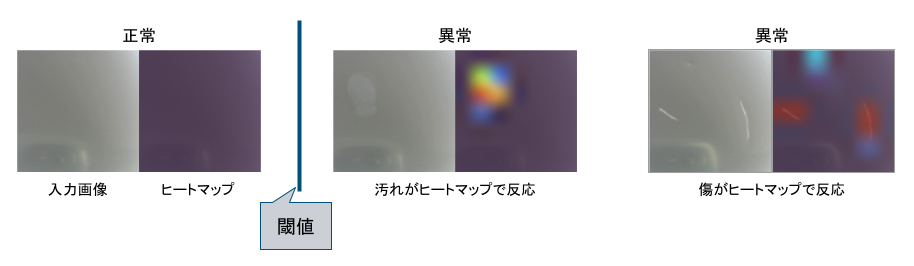 正常
異常
異常
入力画像
ヒートマップ
汚れがヒートマップで反応
傷がヒートマップで反応
閾値